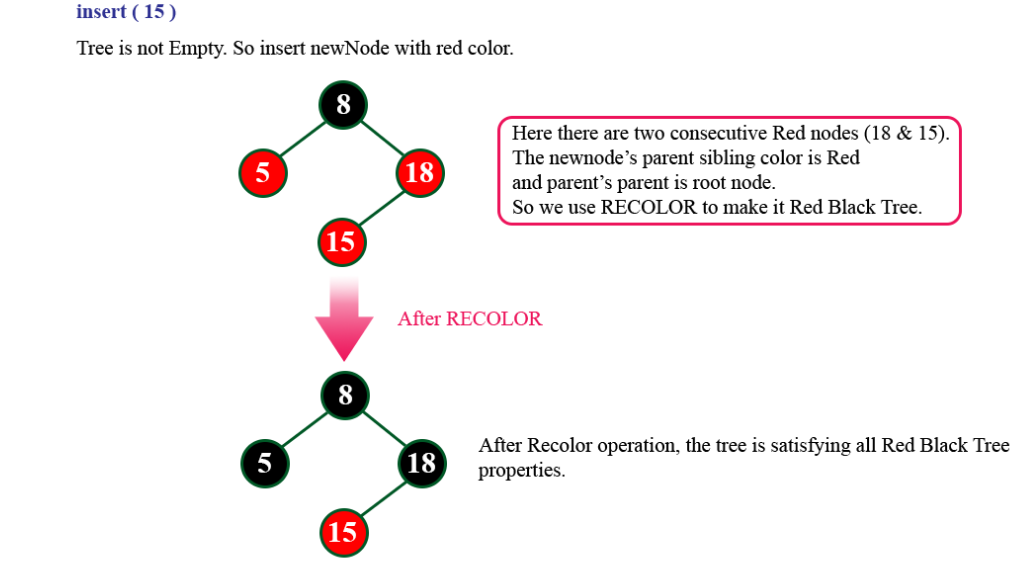 insert ( 15 )
Tree is not Empty. So insert newNode with red color.
8
5
18
15
Here there are two consecutive Red nodes (18 & 15).
The newnode's parent sibling color is Red
and parent's parent is root node.
So we use RECOLOR to make it Red Black Tree.
After RECOLOR
8
5
18
15
After Recolor operation, the tree is satisfying all Red Black Tree
properties.